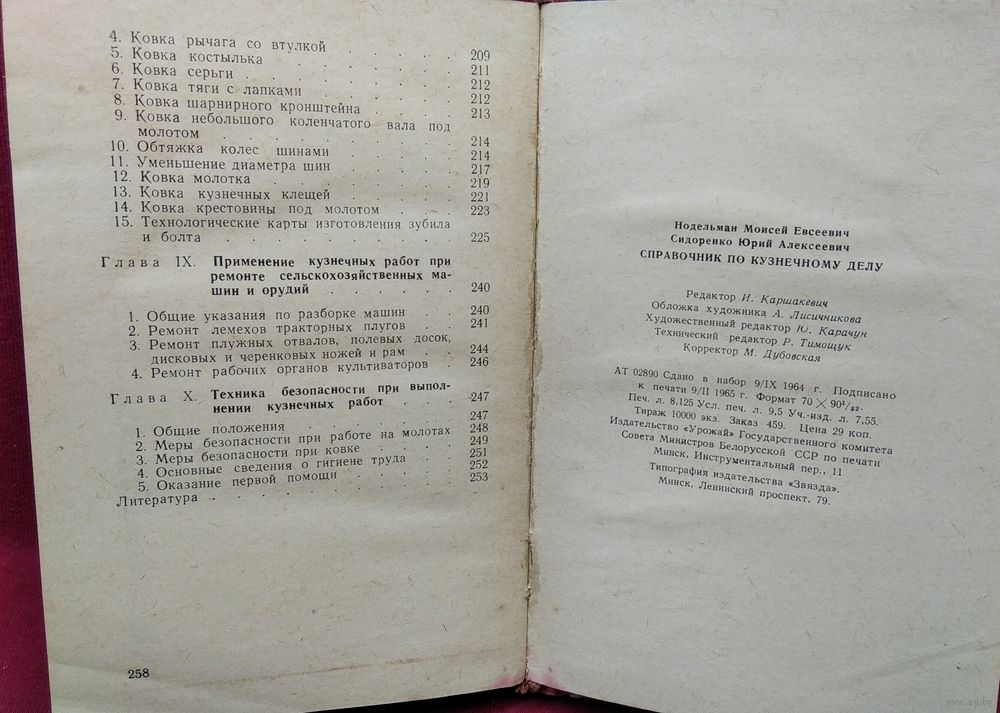 4. Ковка рычага со втулкой . . . . 209
5. Ковка костылька . . . . . . 211
6. Ковка серьги . . . . . . . 212
7. Ковка тяги с лапками . . . . . 212
8. Ковка шарнирного кронштейна . . . . 213
9. Ковка небольшого коленчатого вала под
молотом . . . . . . . . 214
10. Обтяжка колес шинами . . . . . 214
11. Уменьшение диаметра шин . . . . 217
12. Ковка молотка . . . . . . . 219
13. Ковка кузнечных клещей . . . . . 221
14. Ковка крестовины под молотом . . . 223
15. Технологические карты изготовления зубила
и болта . . . . . . . . 225
Глава IX. Применение кузнечных работ при
ремонте сельскохозяйственных ма-
шин и орудий . . . . . . 240
1. Общие указания по разборке машин . . 240
2. Ремонт лемехов тракторных плугов . . 241
3. Ремонт плужных отвалов, полевых досок,
дисковых и черенковых ножей и рам . . 244
4. Ремонт рабочих органов культиваторов . . 246
Глава X. Техника безопасности при выпол-
нении кузнечных работ . . . . 247
1. Общие положения . . . . . . 247
2. Меры безопасности при работе на молотах 248
3. Меры безопасности при ковке . . . . 249
4. Основные сведения о гигиене труда . . 251
5. Оказание первой помощи . . . . . 252
Литература . . . . . . . . . 253
258
Нодельман Моисей Евсеевич
Сидоренко Юрий Алексеевич
СПРАВОЧНИК ПО КУЗНЕЧНОМУ ДЕЛУ
Редактор И. Каршакевич
Обложка художника А. Лисичникова
Художественный редактор Ю. Карачун
Технический редактор Р. Тимощук
Корректор М. Дубовская
АТ 02890 Сдано в набор 9/IX 1964 г. Подписано
к печати 9/II 1965 г. Формат 70 × 90¹/₃₂.
Печ. л. 8,125 Усл. печ. л. 9,5 Уч.-изд. л. 7,55.
Тираж 10000 экз. Заказ 459. Цена 29 коп.
Издательство «Урожай» Государственного комитета
Совета Министров Белорусской ССР по печати
Минск, Инструментальный пер., 11
Типография издательства «Звязда».
Минск, Ленинский проспект, 79.
www.ay.by